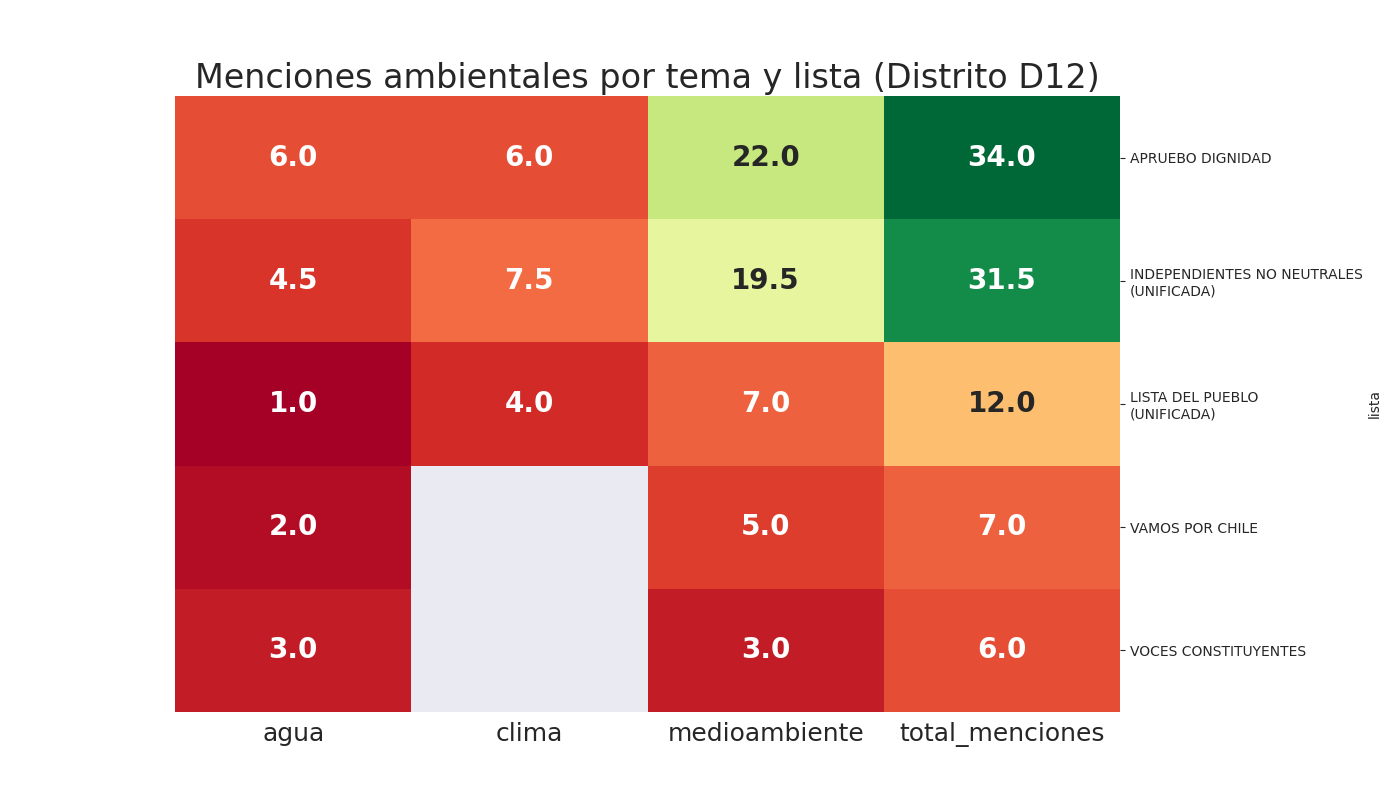 Menciones ambientales por tema y lista (Distrito D12)
6.0 6.0 22.0 34.0 APRUEBO DIGNIDAD
4.5 7.5 19.5 31.5 INDEPENDIENTES NO NEUTRALES
(UNIFICADA)
1.0 4.0 7.0 12.0 LISTA DEL PUEBLO
(UNIFICADA)
lista
2.0 5.0 7.0 VAMOS POR CHILE
3.0 3.0 6.0 VOCES CONSTITUYENTES
agua clima medioambiente total_menciones